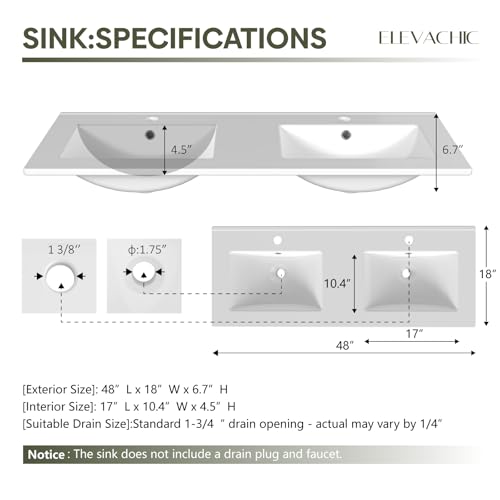 SINK:SPECIFICATIONS
ELEVACHIC
4.5"
6.7"
1 3/8"
ф:1.75"
10.4"
18"
17"
48"
[Exterior Size]: 48" L x 18" W x 6.7" H
[Interior Size]: 17" L x 10.4" W x 4.5" H
[Suitable Drain Size]:Standard 1-3/4 " drain opening - actual may vary by 1/4"
Notice : The sink does not include a drain plug and faucet.